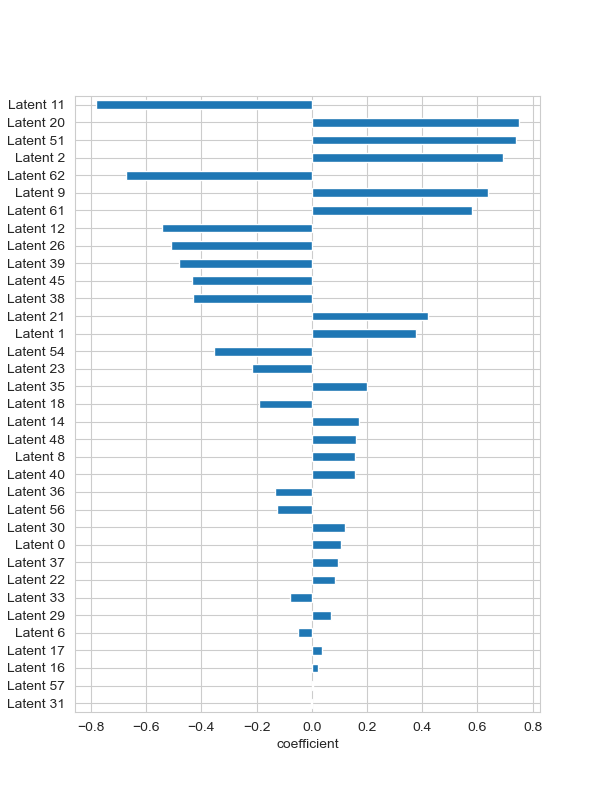 Latent 11
Latent 20
Latent 51
Latent 2
Latent 62
Latent 9
Latent 61
Latent 12
Latent 26
Latent 39
Latent 45
Latent 38
Latent 21
Latent 1
Latent 54
Latent 23
Latent 35
Latent 18
Latent 14
Latent 48
Latent 8
Latent 40
Latent 36
Latent 56
Latent 30
Latent 0
Latent 37
Latent 22
Latent 33
Latent 29
Latent 6
Latent 17
Latent 16
Latent 57
Latent 31
−0.8 −0.6 −0.4 −0.2 0.0 0.2 0.4 0.6 0.8
coefficient